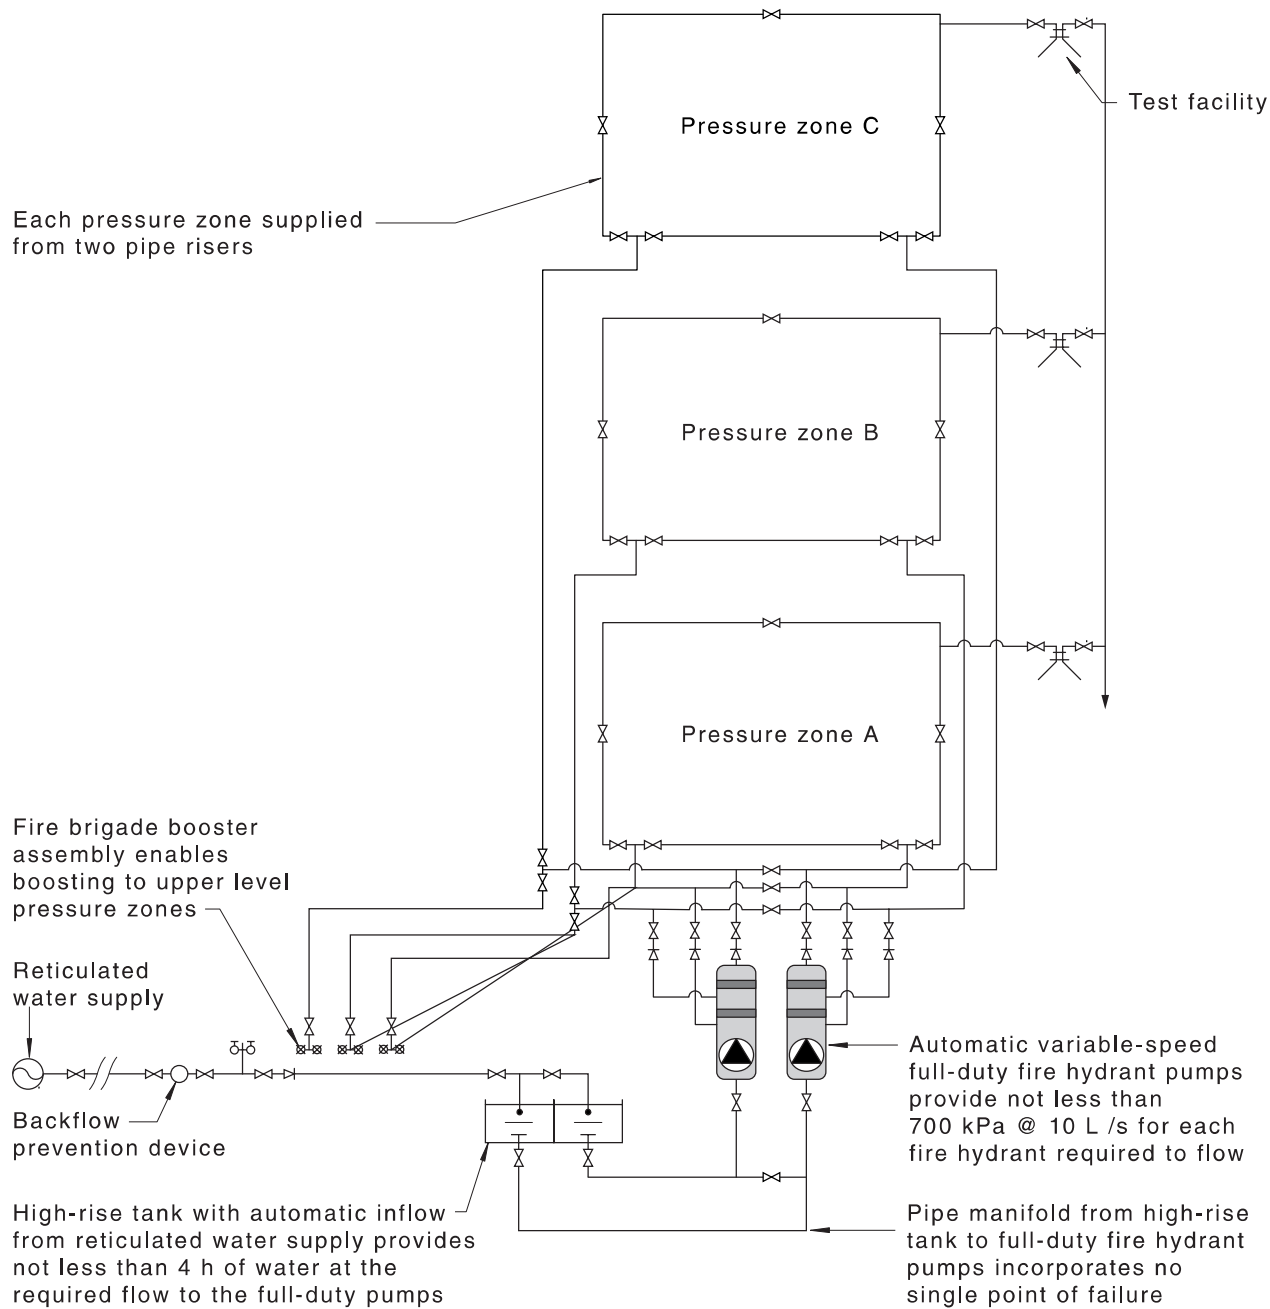 Pressure zone C
Test facility
Each pressure zone supplied
from two pipe risers
Pressure zone B
Pressure zone A
Fire brigade booster
assembly enables
boosting to upper level
pressure zones
Reticulated
water supply
Backflow
prevention device
Automatic variable-speed
full-duty fire hydrant pumps
provide not less than
700 kPa @ 10 L /s for each
fire hydrant required to flow
High-rise tank with automatic inflow
from reticulated water supply provides
not less than 4 h of water at the
required flow to the full-duty pumps
Pipe manifold from high-rise
tank to full-duty fire hydrant
pumps incorporates no
single point of failure